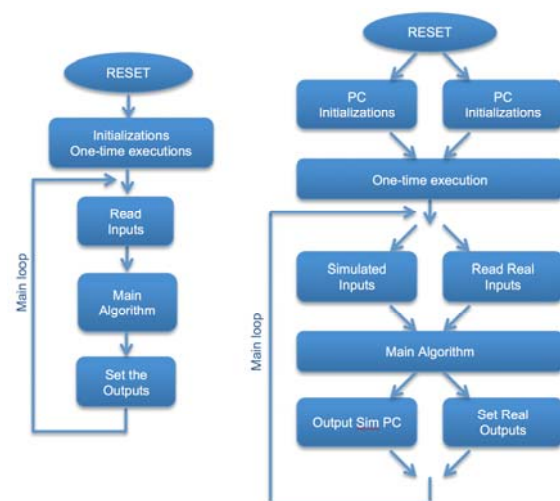 RESET
Initializations
One-time executions
Read
Inputs
Main
Algorithm
Set the
Outputs
Main loop
RESET
PC
Initializations
PC
Initializations
One-time execution
Simulated
Inputs
Read Real
Inputs
Main Algorithm
Output Sim PC
Set Real
Outputs
Main loop